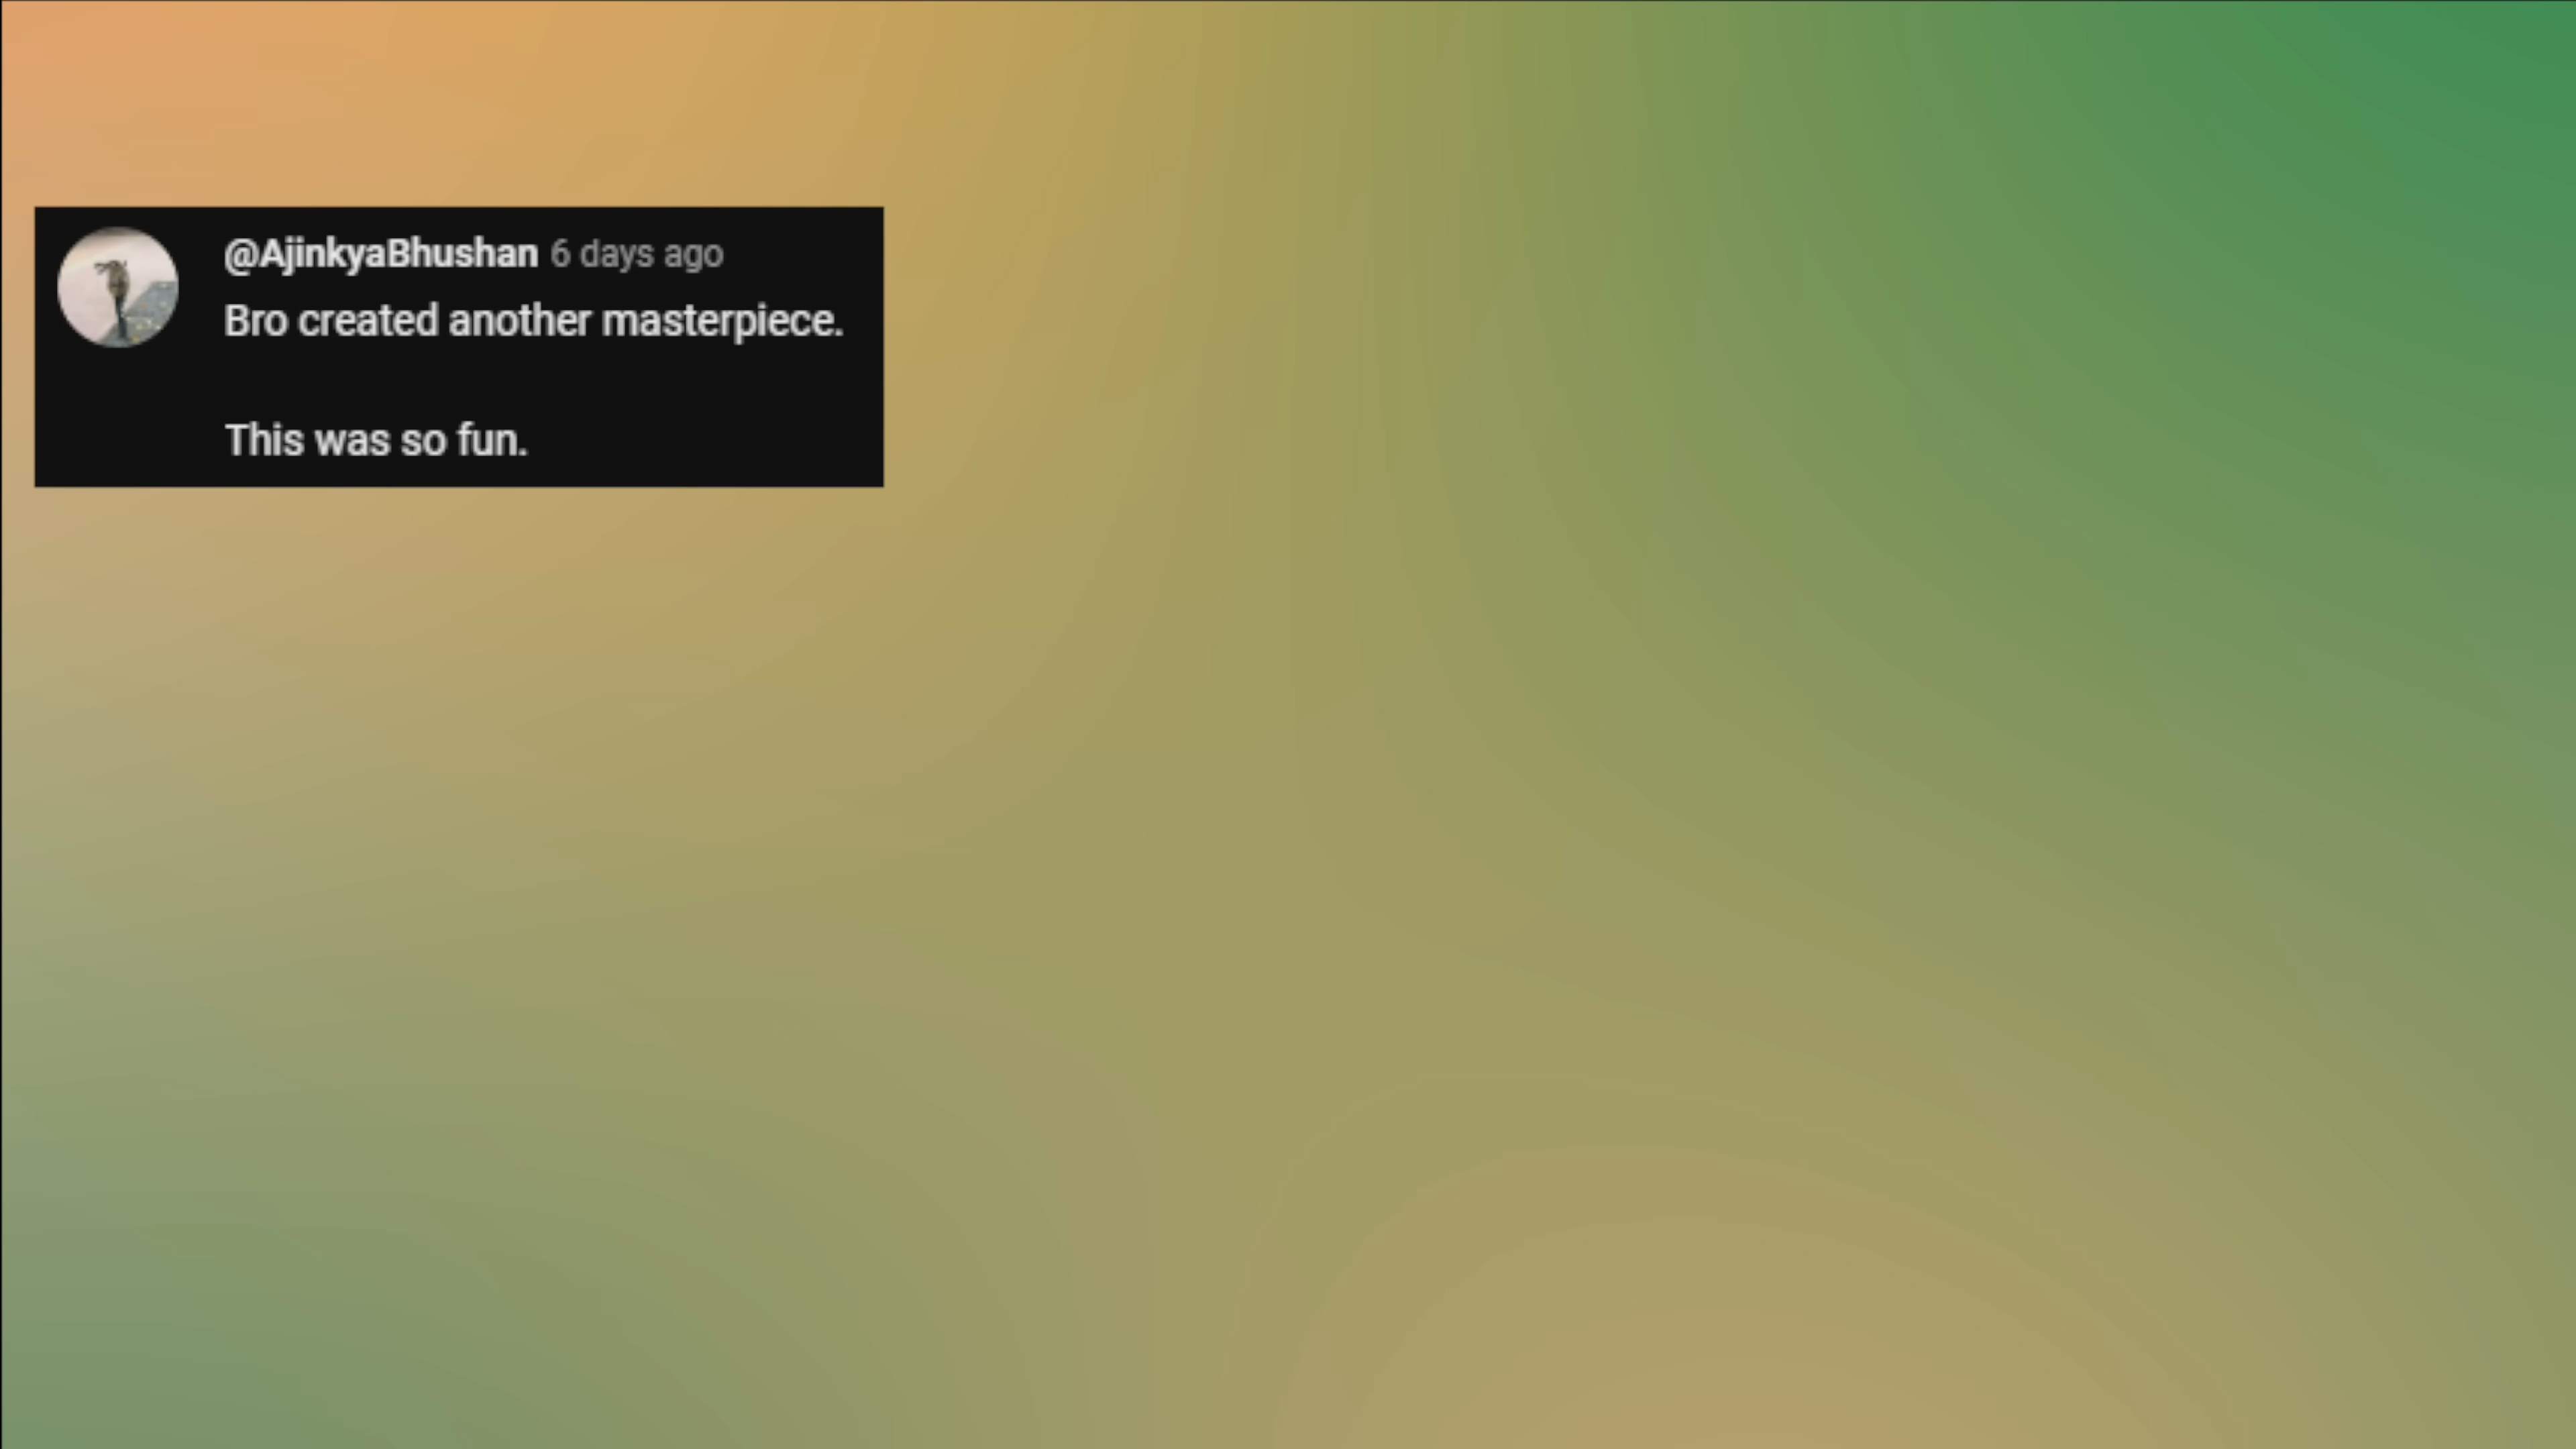 @AjinkyaBhushan 6 days ago
Bro created another masterpiece.
This was so fun.